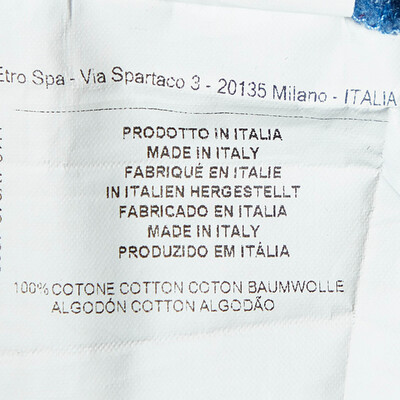 Etro Spa - Via Spartaco 3 - 20135 Milano - ITALIA
PRODOTTO IN ITALIA
MADE IN ITALY
FABRIQUÉ EN ITALIE
IN ITALIEN HERGESTELLT
FABRICADO EN ITALIA
MADE IN ITALY
PRODUZIDO EM ITÁLIA
100% COTONE COTTON COTON BAUMWOLLE
ALGODÓN COTTON ALGODÃO